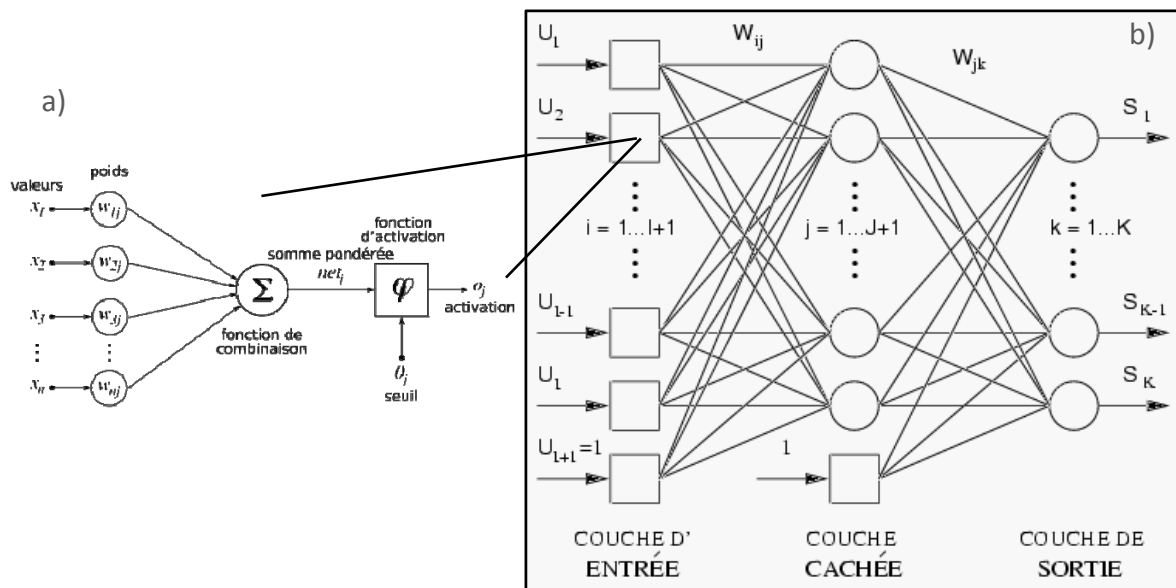 a)
valeurs
poids
x1
w1j
x2
w2j
x3
w3j
xn
wnj
Σ
fonction de
combinaison
somme pondérée
netj
fonction
d'activation
φ
oj
activation
θj
seuil
b)
U1
U2
Wij
Wjk
S1
i = 1...I+1
j = 1...J+1
k = 1...K
UI-1
SK-1
UI
SK
UI+1=1
1
COUCHE D'
ENTRÉE
COUCHE
CACHÉE
COUCHE DE
SORTIE